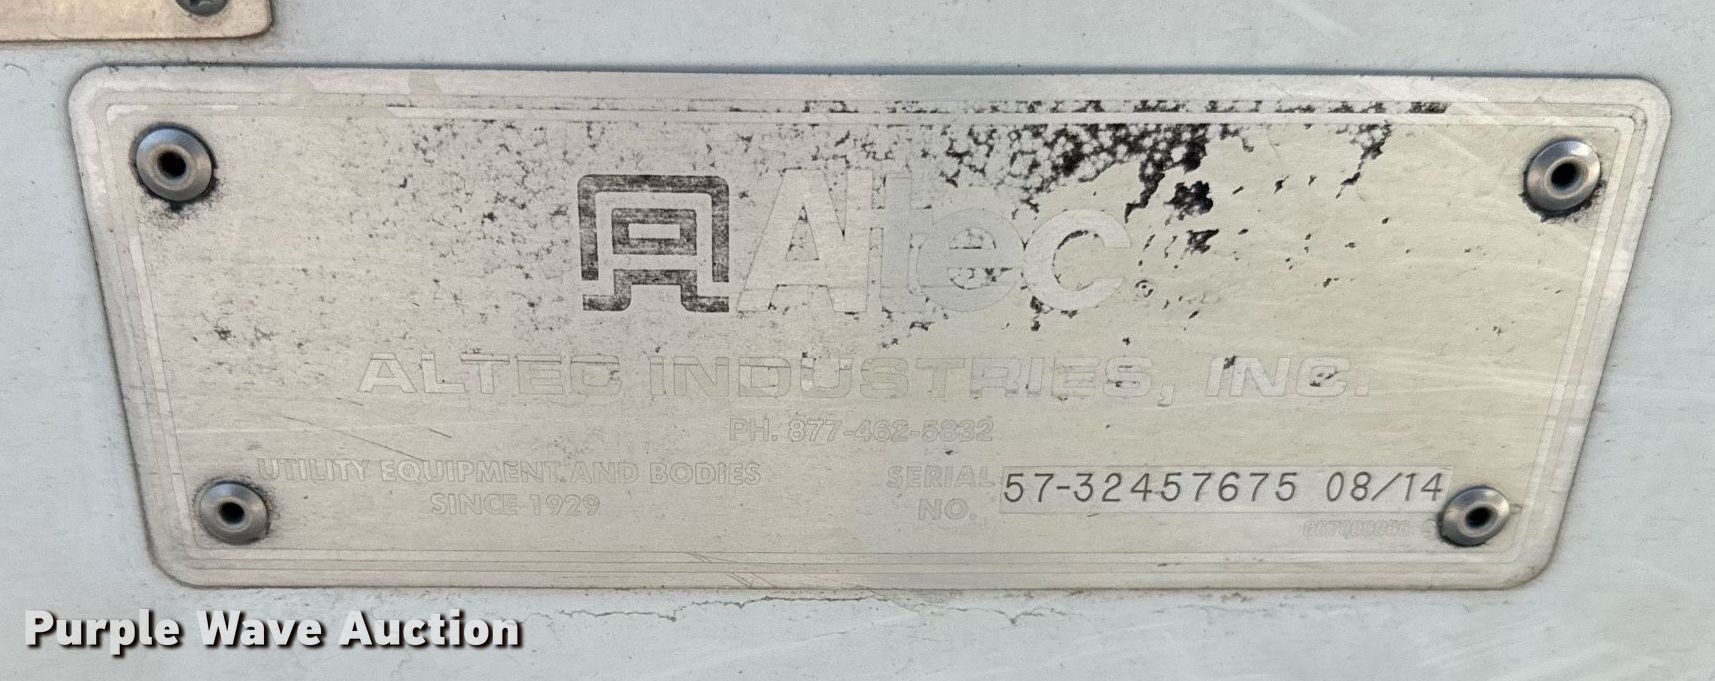 Altec
ALTEC INDUSTRIES, INC.
PH. 877-462-5832
UTILITY EQUIPMENT AND BODIES
SINCE 1929
SERIAL
NO.
57-32457675 08/14
Purple Wave Auction